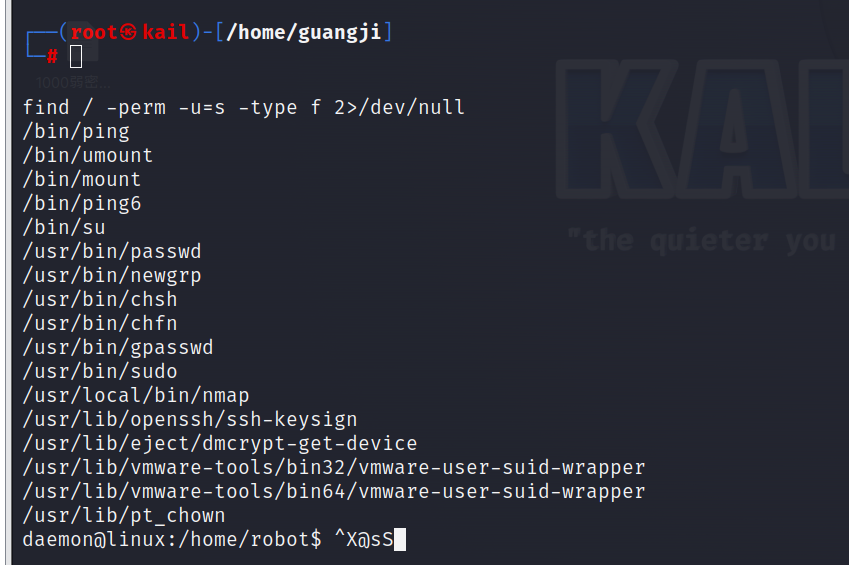 ┌──(root㉿kail)-[/home/guangji]
└─#
find / -perm -u=s -type f 2>/dev/null
/bin/ping
/bin/umount
/bin/mount
/bin/ping6
/bin/su
/usr/bin/passwd
/usr/bin/newgrp
/usr/bin/chsh
/usr/bin/chfn
/usr/bin/gpasswd
/usr/bin/sudo
/usr/local/bin/nmap
/usr/lib/openssh/ssh-keysign
/usr/lib/eject/dmcrypt-get-device
/usr/lib/vmware-tools/bin32/vmware-user-suid-wrapper
/usr/lib/vmware-tools/bin64/vmware-user-suid-wrapper
/usr/lib/pt_chown
daemon@linux:/home/robot$ ^X@sS
KAL
"the quieter you